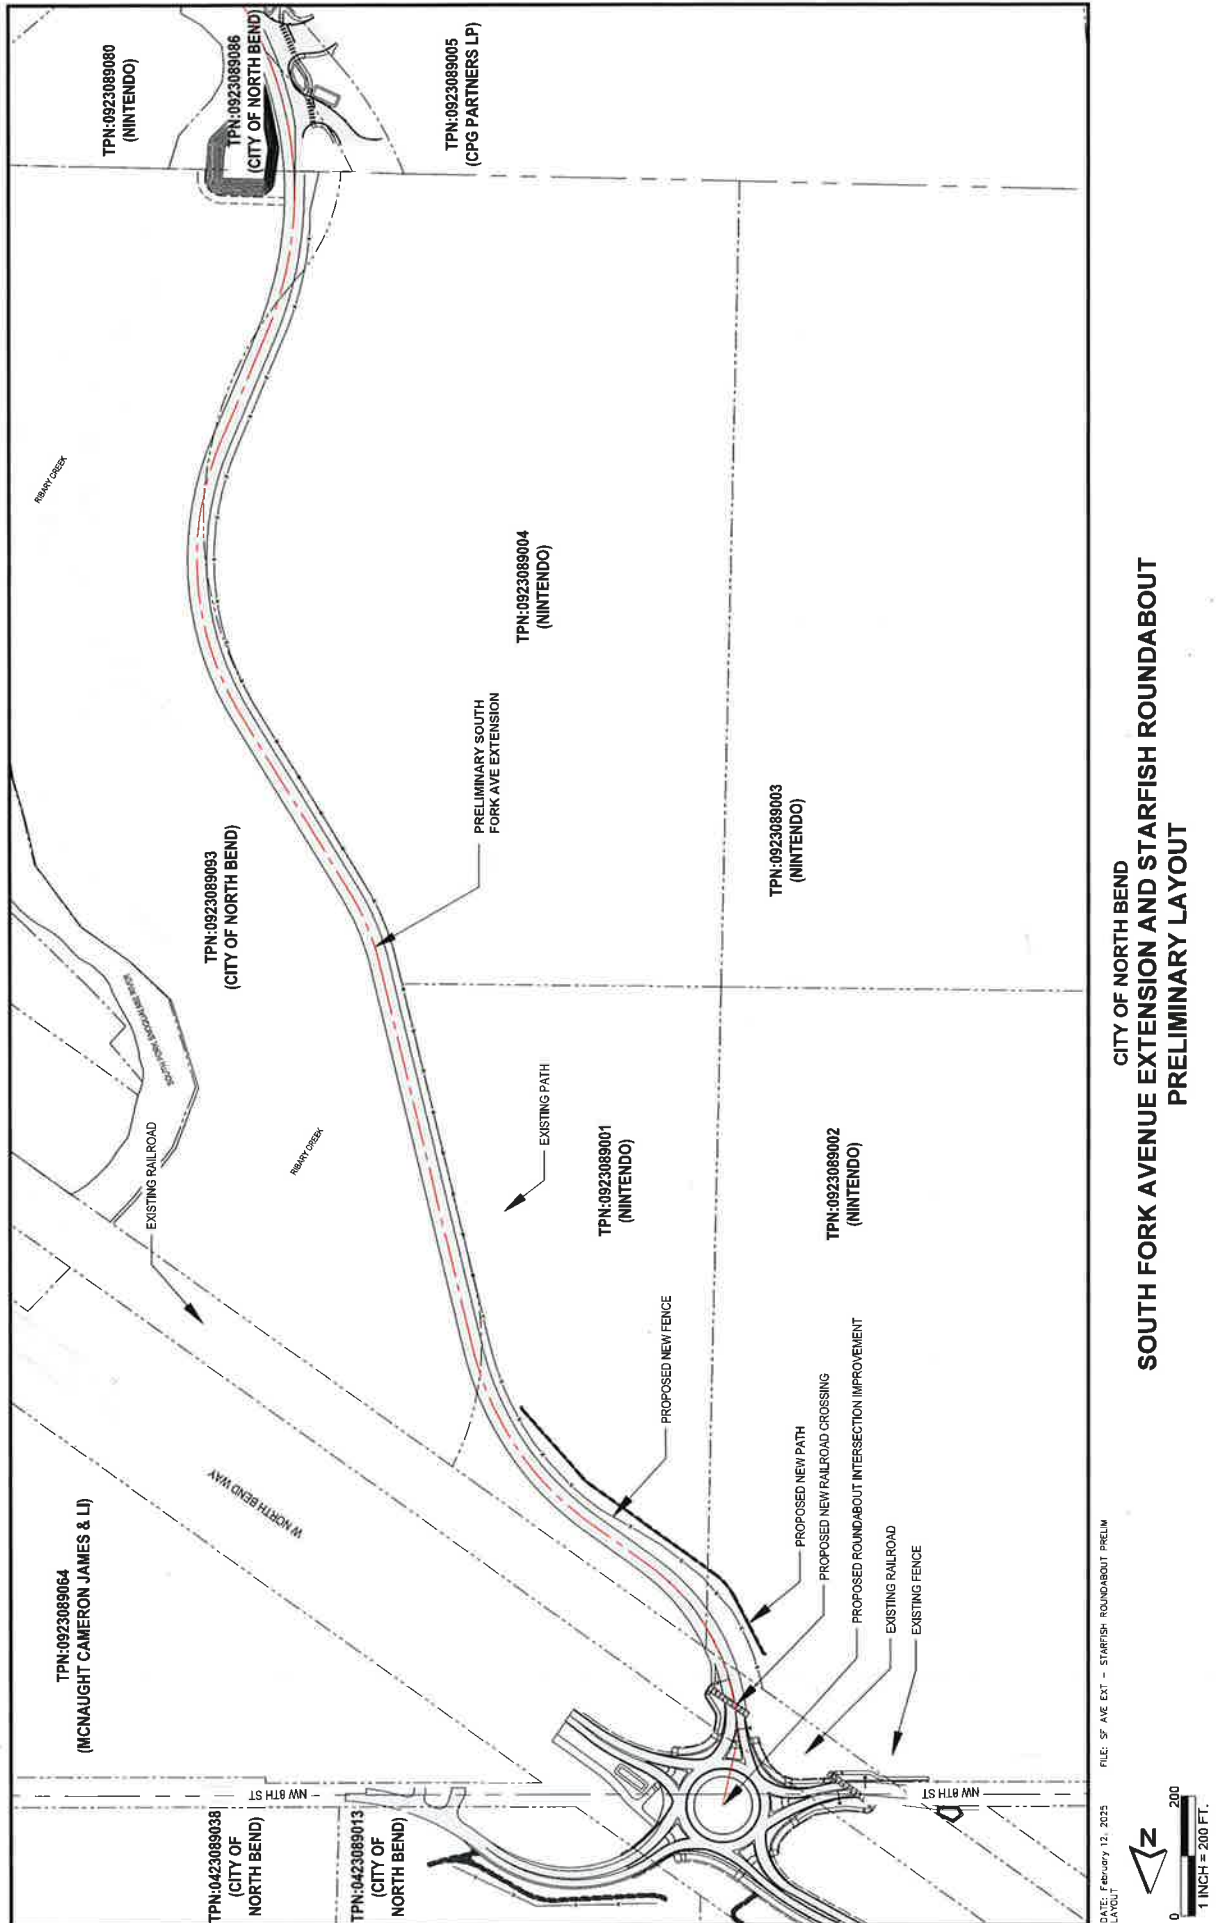 TPN:0923089080
(NINTENDO)
TPN:0923089086
(CITY OF NORTH BEND)
TPN:0923089005
(CPG PARTNERS LP)
RIBARY CREEK
TPN:0923089004
(NINTENDO)
PRELIMINARY SOUTH
FORK AVE EXTENSION
TPN:0923089003
(NINTENDO)
TPN:0923089093
(CITY OF NORTH BEND)
SOUTH FORK SNOQUALMIE RIVER
EXISTING RAILROAD
RIBARY CREEK
EXISTING PATH
TPN:0923089001
(NINTENDO)
TPN:0923089002
(NINTENDO)
PROPOSED NEW FENCE
W NORTH BEND WAY
TPN:0923089064
(MCNAUGHT CAMERON JAMES & LI)
PROPOSED NEW PATH
PROPOSED NEW RAILROAD CROSSING
PROPOSED ROUNDABOUT INTERSECTION IMPROVEMENT
EXISTING RAILROAD
EXISTING FENCE
NW 8TH ST
NW 8TH ST
TPN:0423089038
(CITY OF
NORTH BEND)
TPN:0423089013
(CITY OF
NORTH BEND)
CITY OF NORTH BEND
SOUTH FORK AVENUE EXTENSION AND STARFISH ROUNDABOUT
PRELIMINARY LAYOUT
DATE: February 12, 2025 FILE: SF AVE EXT - STARFISH ROUNDABOUT PRELIM
LAYOUT
N
0 200
1 INCH = 200 FT.